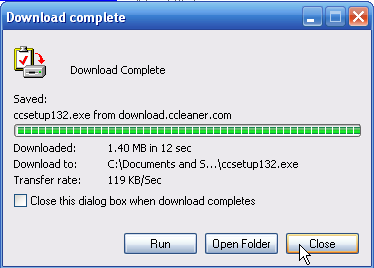 Download complete
Download Complete
Saved:
ccsetup132.exe from download.ccleaner.com
Downloaded: 1.40 MB in 12 sec
Download to: C:\Documents and S...\ccsetup132.exe
Transfer rate: 119 KB/Sec
Close this dialog box when download completes
Run Open Folder Close